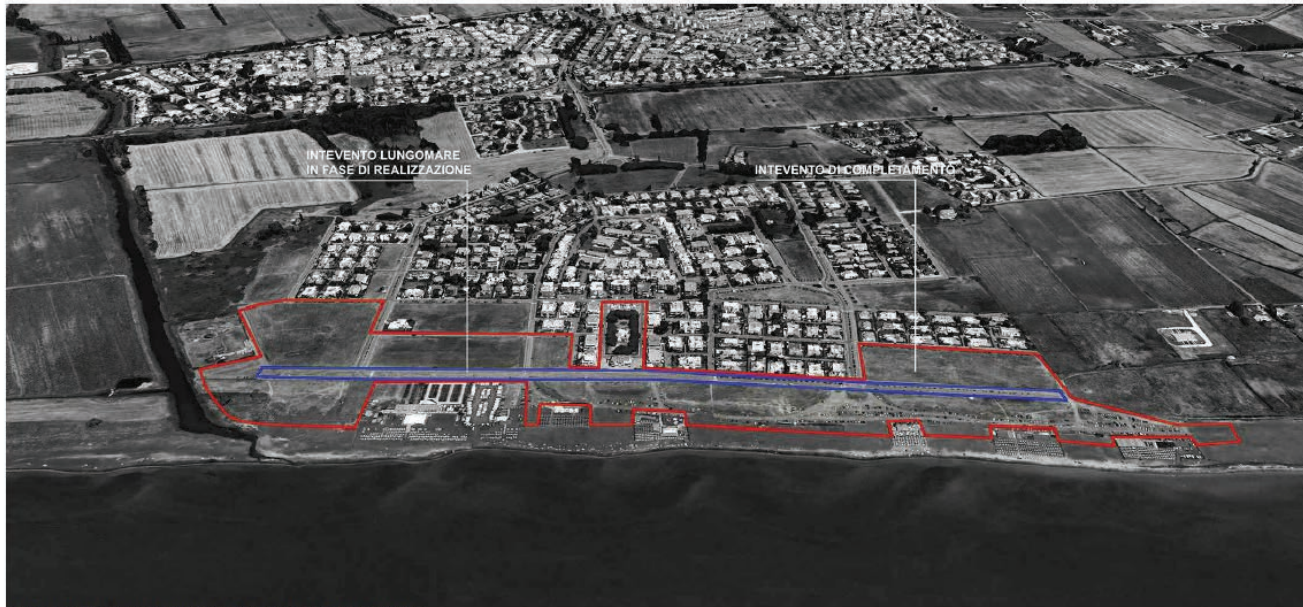 INTEVENTO LUNGOMARE
IN FASE DI REALIZZAZIONE
INTEVENTO DI COMPLETAMENTO